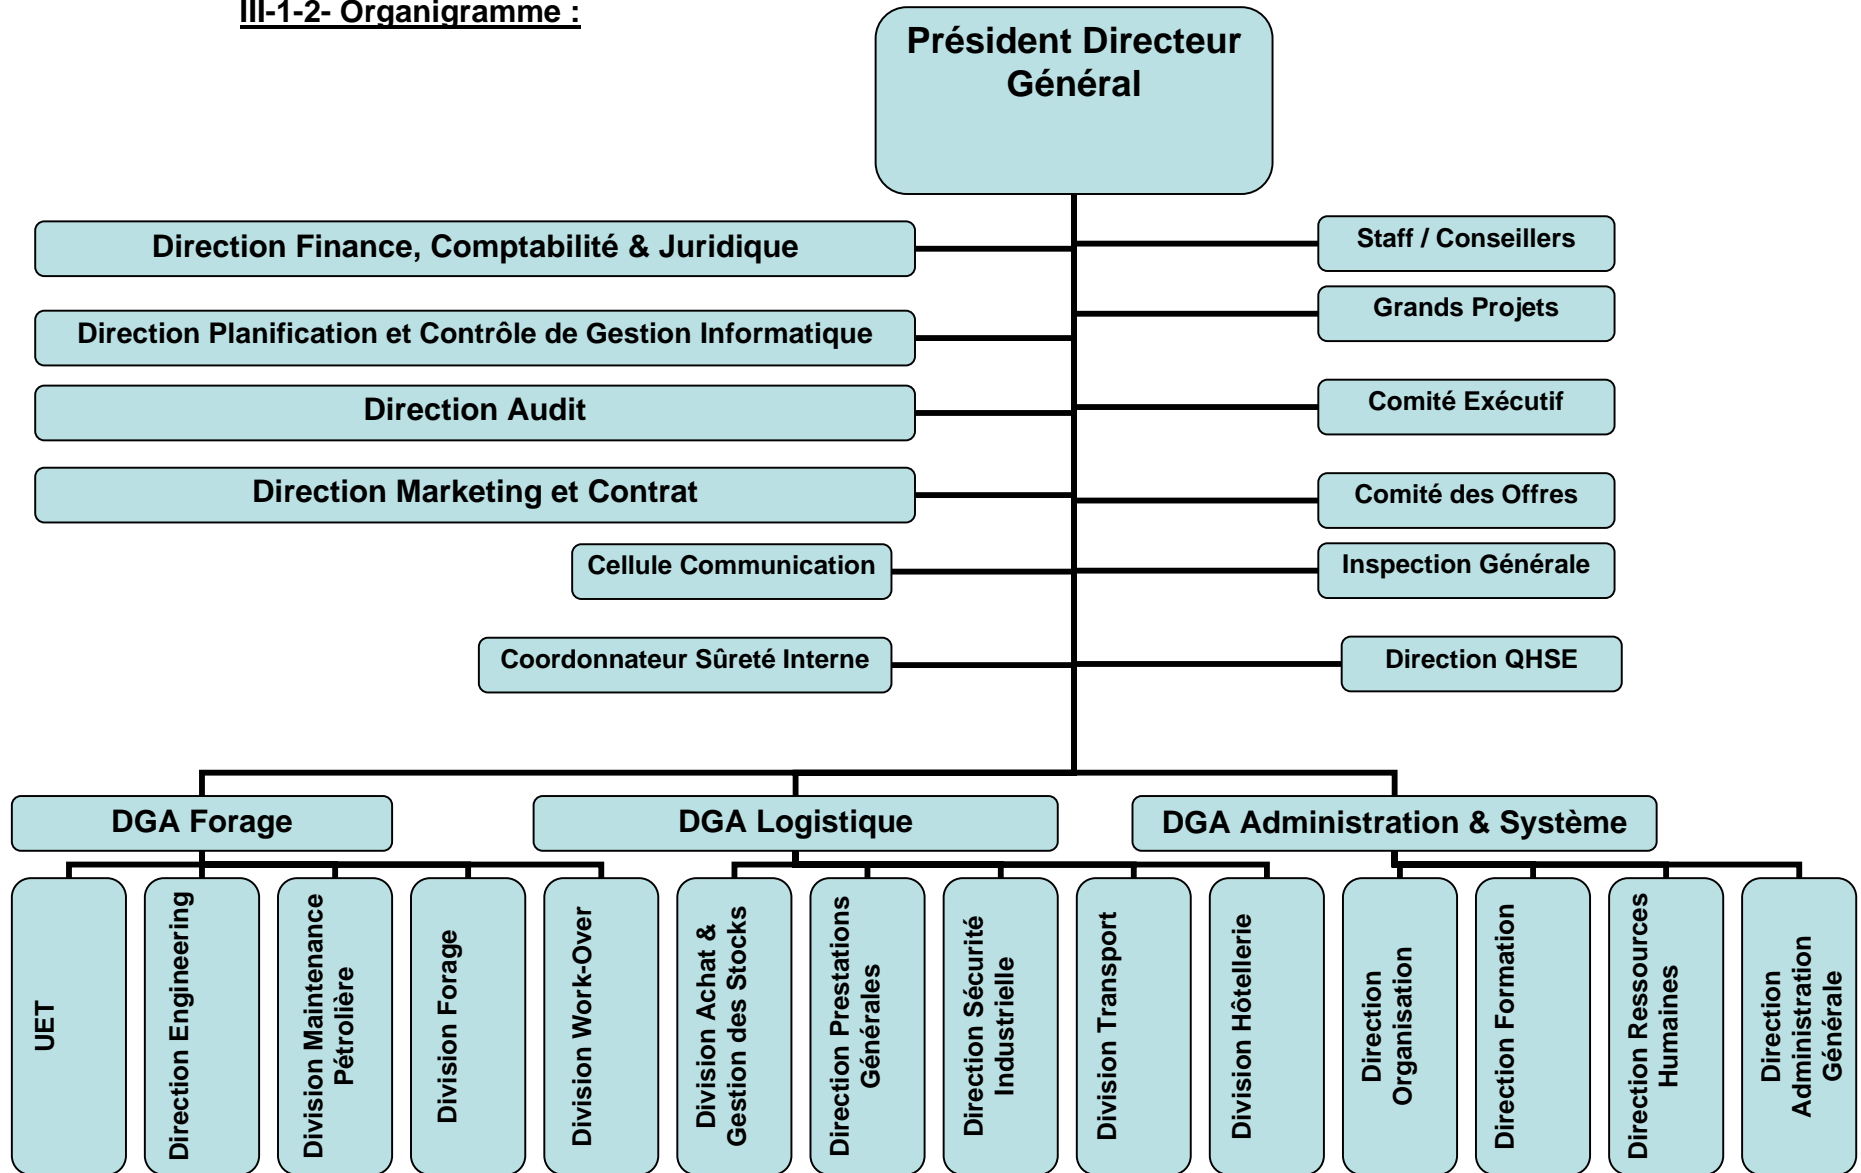 III-1-2- Organigramme :
Président Directeur
Général
Direction Finance, Comptabilité & Juridique
Staff / Conseillers
Direction Planification et Contrôle de Gestion Informatique
Grands Projets
Direction Audit
Comité Exécutif
Direction Marketing et Contrat
Comité des Offres
Cellule Communication
Inspection Générale
Coordonnateur Sûreté Interne
Direction QHSE
DGA Forage
DGA Logistique
DGA Administration & Système
UET
Direction Engineering
Division Maintenance
Pétrolière
Division Forage
Division Work-Over
Division Achat &
Gestion des Stocks
Direction Prestations
Générales
Direction Sécurité
Industrielle
Division Transport
Division Hôtellerie
Direction
Organisation
Direction Formation
Direction Ressources
Humaines
Direction
Administration
Générale